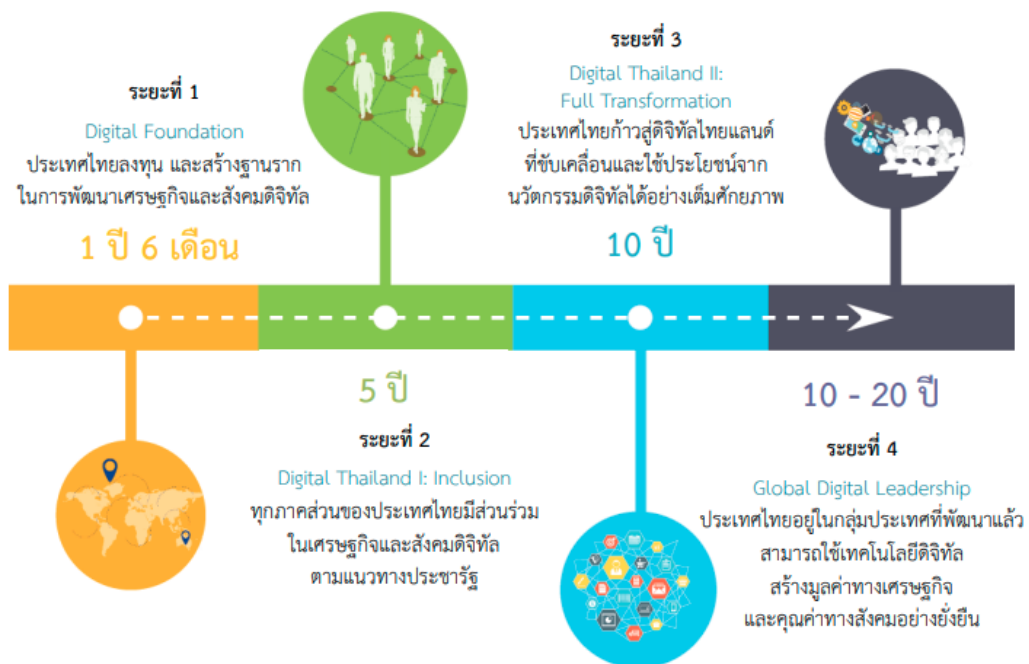 ระยะที่ 1
Digital Foundation
ประเทศไทยลงทุน และสร้างฐานราก
ในการพัฒนาเศรษฐกิจและสังคมดิจิทัล
1 ปี 6 เดือน
5 ปี
ระยะที่ 2
Digital Thailand I: Inclusion
ทุกภาคส่วนของประเทศไทยมีส่วนร่วม
ในเศรษฐกิจและสังคมดิจิทัล
ตามแนวทางประชารัฐ
ระยะที่ 3
Digital Thailand II:
Full Transformation
ประเทศไทยก้าวสู่ดิจิทัลไทยแลนด์
ที่ขับเคลื่อนและใช้ประโยชน์จาก
นวัตกรรมดิจิทัลได้อย่างเต็มศักยภาพ
10 ปี
10 - 20 ปี
ระยะที่ 4
Global Digital Leadership
ประเทศไทยอยู่ในกลุ่มประเทศที่พัฒนาแล้ว
สามารถใช้เทคโนโลยีดิจิทัล
สร้างมูลค่าทางเศรษฐกิจ
และคุณค่าทางสังคมอย่างยั่งยืน